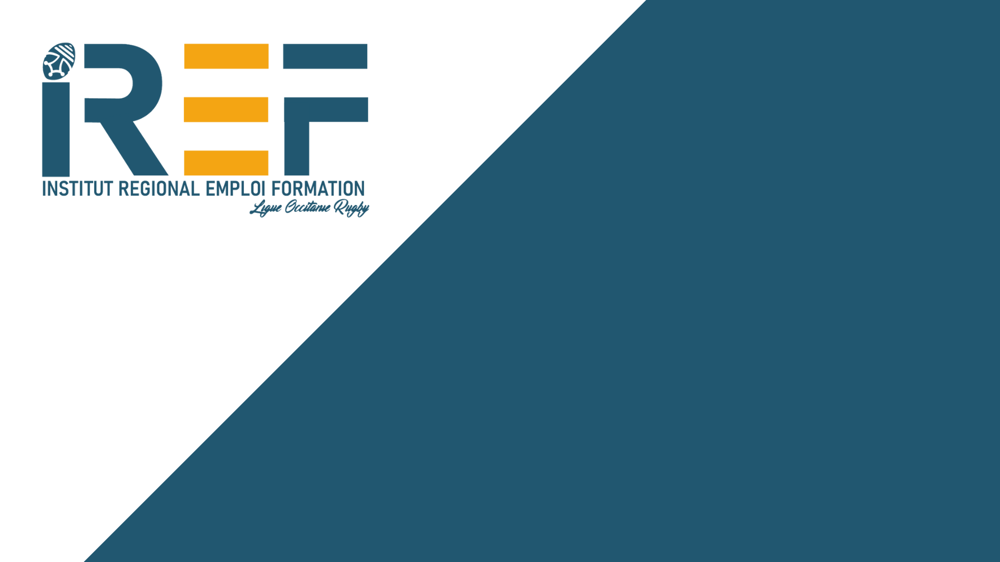 iREF
INSTITUT REGIONAL EMPLOI FORMATION
Ligue Occitanie Rugby